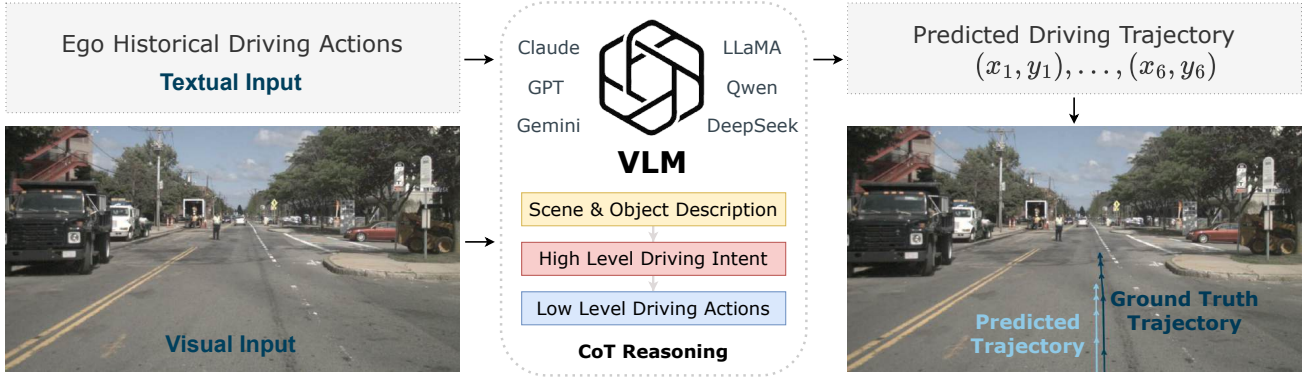 Ego Historical Driving Actions
Textual Input
Visual Input
Claude
GPT
Gemini
LLaMA
Qwen
DeepSeek
VLM
Scene & Object Description
High Level Driving Intent
Low Level Driving Actions
CoT Reasoning
Predicted Driving Trajectory
(x₁, y₁), . . . , (x₆, y₆)
Ground Truth
Trajectory
Predicted
Trajectory